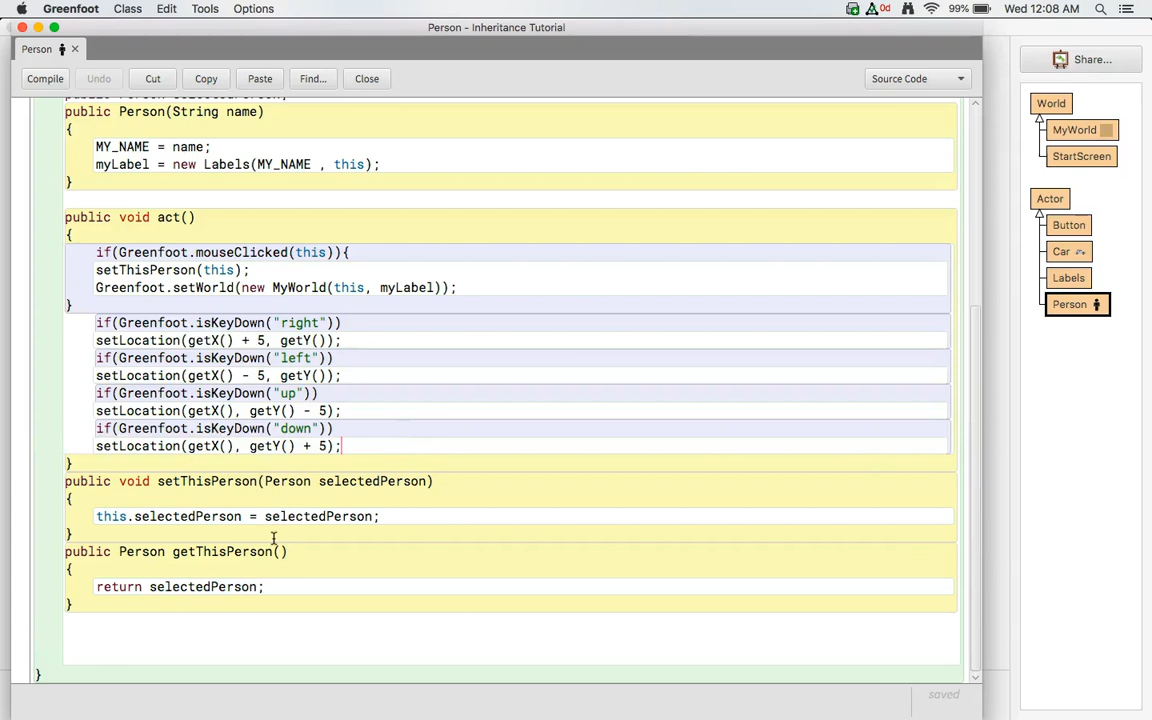 Greenfoot Class Edit Tools Options 0d 99% Wed 12:08 AM
Person - Inheritance Tutorial
Person
Compile Undo Cut Copy Paste Find... Close Source Code
Share...
public Person(String name)
{
MY_NAME = name;
myLabel = new Labels(MY_NAME , this);
}
public void act()
{
if(Greenfoot.mouseClicked(this)){
setThisPerson(this);
Greenfoot.setWorld(new MyWorld(this, myLabel));
}
if(Greenfoot.isKeyDown("right"))
setLocation(getX() + 5, getY());
if(Greenfoot.isKeyDown("left"))
setLocation(getX() - 5, getY());
if(Greenfoot.isKeyDown("up"))
setLocation(getX(), getY() - 5);
if(Greenfoot.isKeyDown("down"))
setLocation(getX(), getY() + 5);
}
public void setThisPerson(Person selectedPerson)
{
this.selectedPerson = selectedPerson;
}
public Person getThisPerson()
{
return selectedPerson;
}
}
saved
World
MyWorld
StartScreen
Actor
Button
Car
Labels
Person